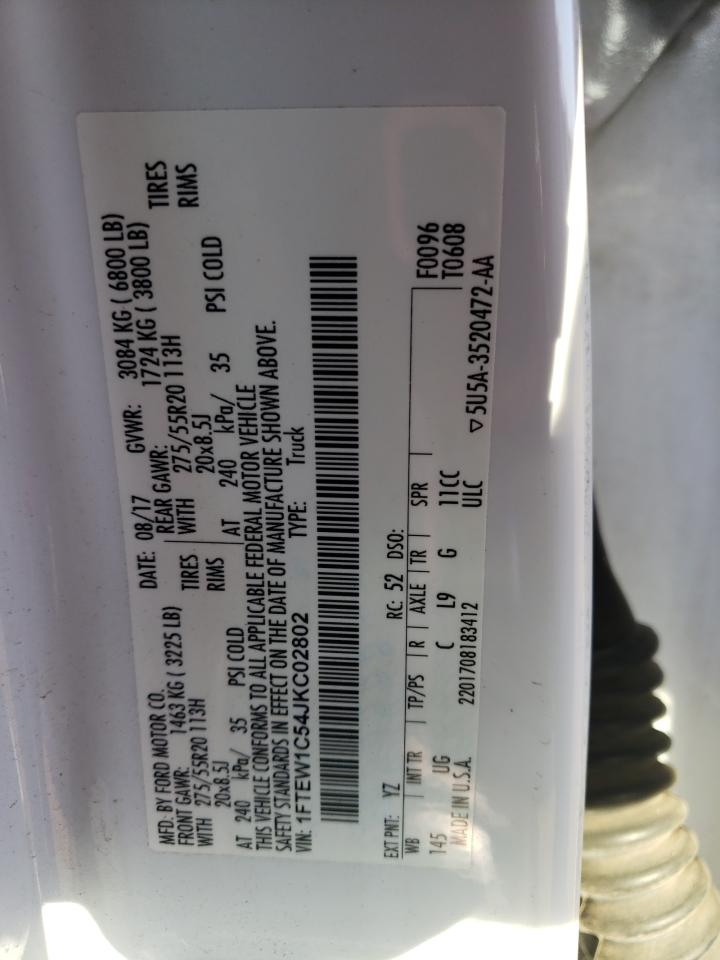 MFD. BY FORD MOTOR CO. DATE: 08/17 GVWR: 3084 KG ( 6800 LB)
FRONT GAWR: 1463 KG ( 3225 LB) REAR GAWR: 1724 KG ( 3800 LB)
WITH 275/55R20 113H TIRES WITH 275/55R20 113H TIRES
20x8.5J RIMS 20x8.5J RIMS
AT 240 kPa/ 35 PSI COLD AT 240 kPa/ 35 PSI COLD
THIS VEHICLE CONFORMS TO ALL APPLICABLE FEDERAL MOTOR VEHICLE
SAFETY STANDARDS IN EFFECT ON THE DATE OF MANUFACTURE SHOWN ABOVE.
VIN: 1FTEW1C54JKC02802 TYPE: Truck
EXT PNT: YZ RC: 52 DSO: F0096
WB INT TR TP/PS R AXLE TR SPR T0608
145 UG C L9 G 11CC
MADE IN U.S.A. 2201708183412 ULC ▽5U5A-3520472-AA